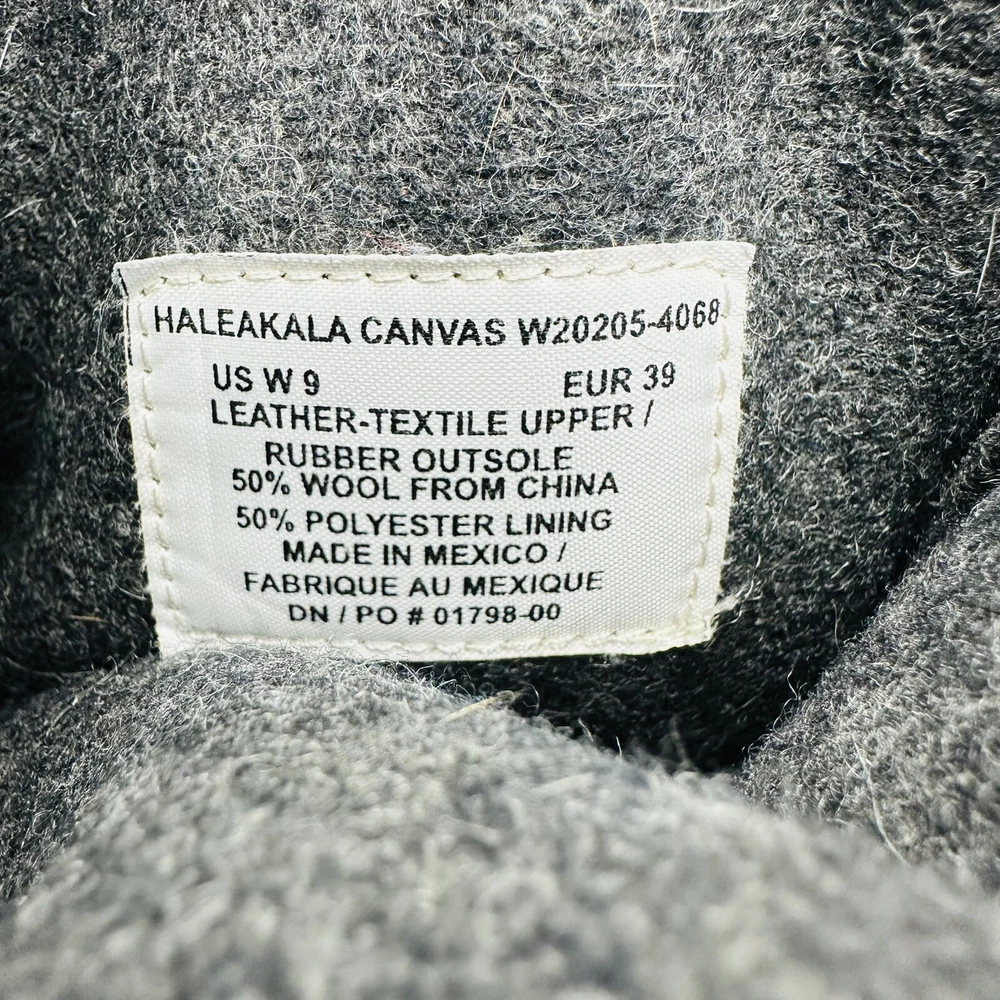 HALEAKALA CANVAS W20205-4068
US W 9 EUR 39
LEATHER-TEXTILE UPPER /
RUBBER OUTSOLE
50% WOOL FROM CHINA
50% POLYESTER LINING
MADE IN MEXICO /
FABRIQUE AU MEXIQUE
DN / PO # 01798-00